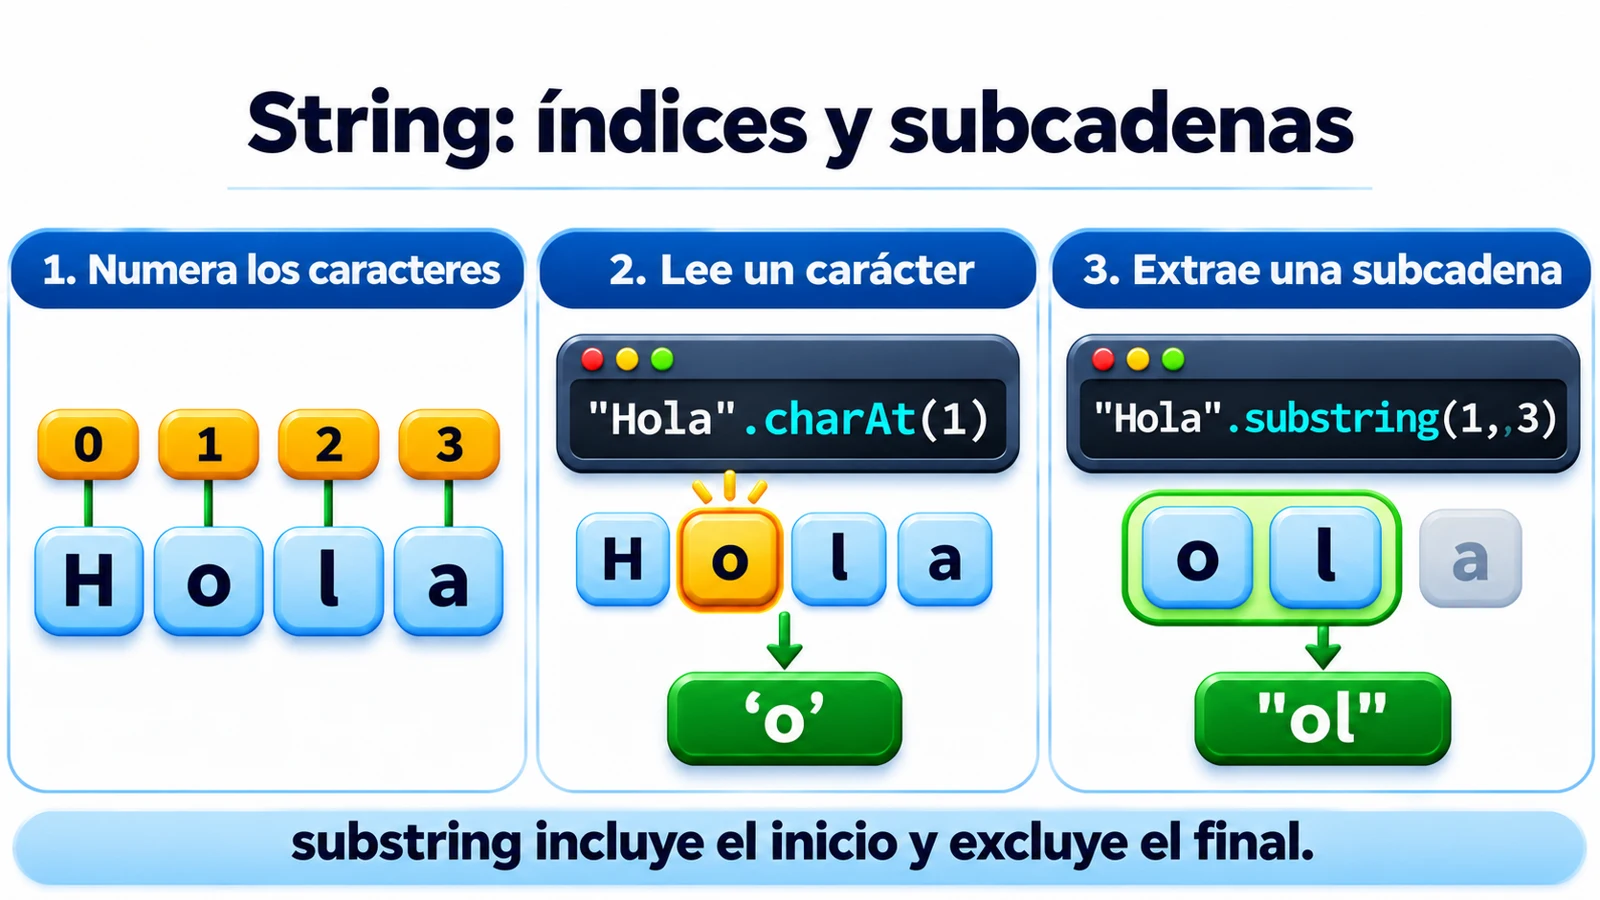 String: índices y subcadenas
1. Numera los caracteres
0 1 2 3
H o l a
2. Lee un carácter
"Hola".charAt(1)
H o l a
‘o’
3. Extrae una subcadena
"Hola".substring(1,,3)
o l a
"ol"
substring incluye el inicio y excluye el final.